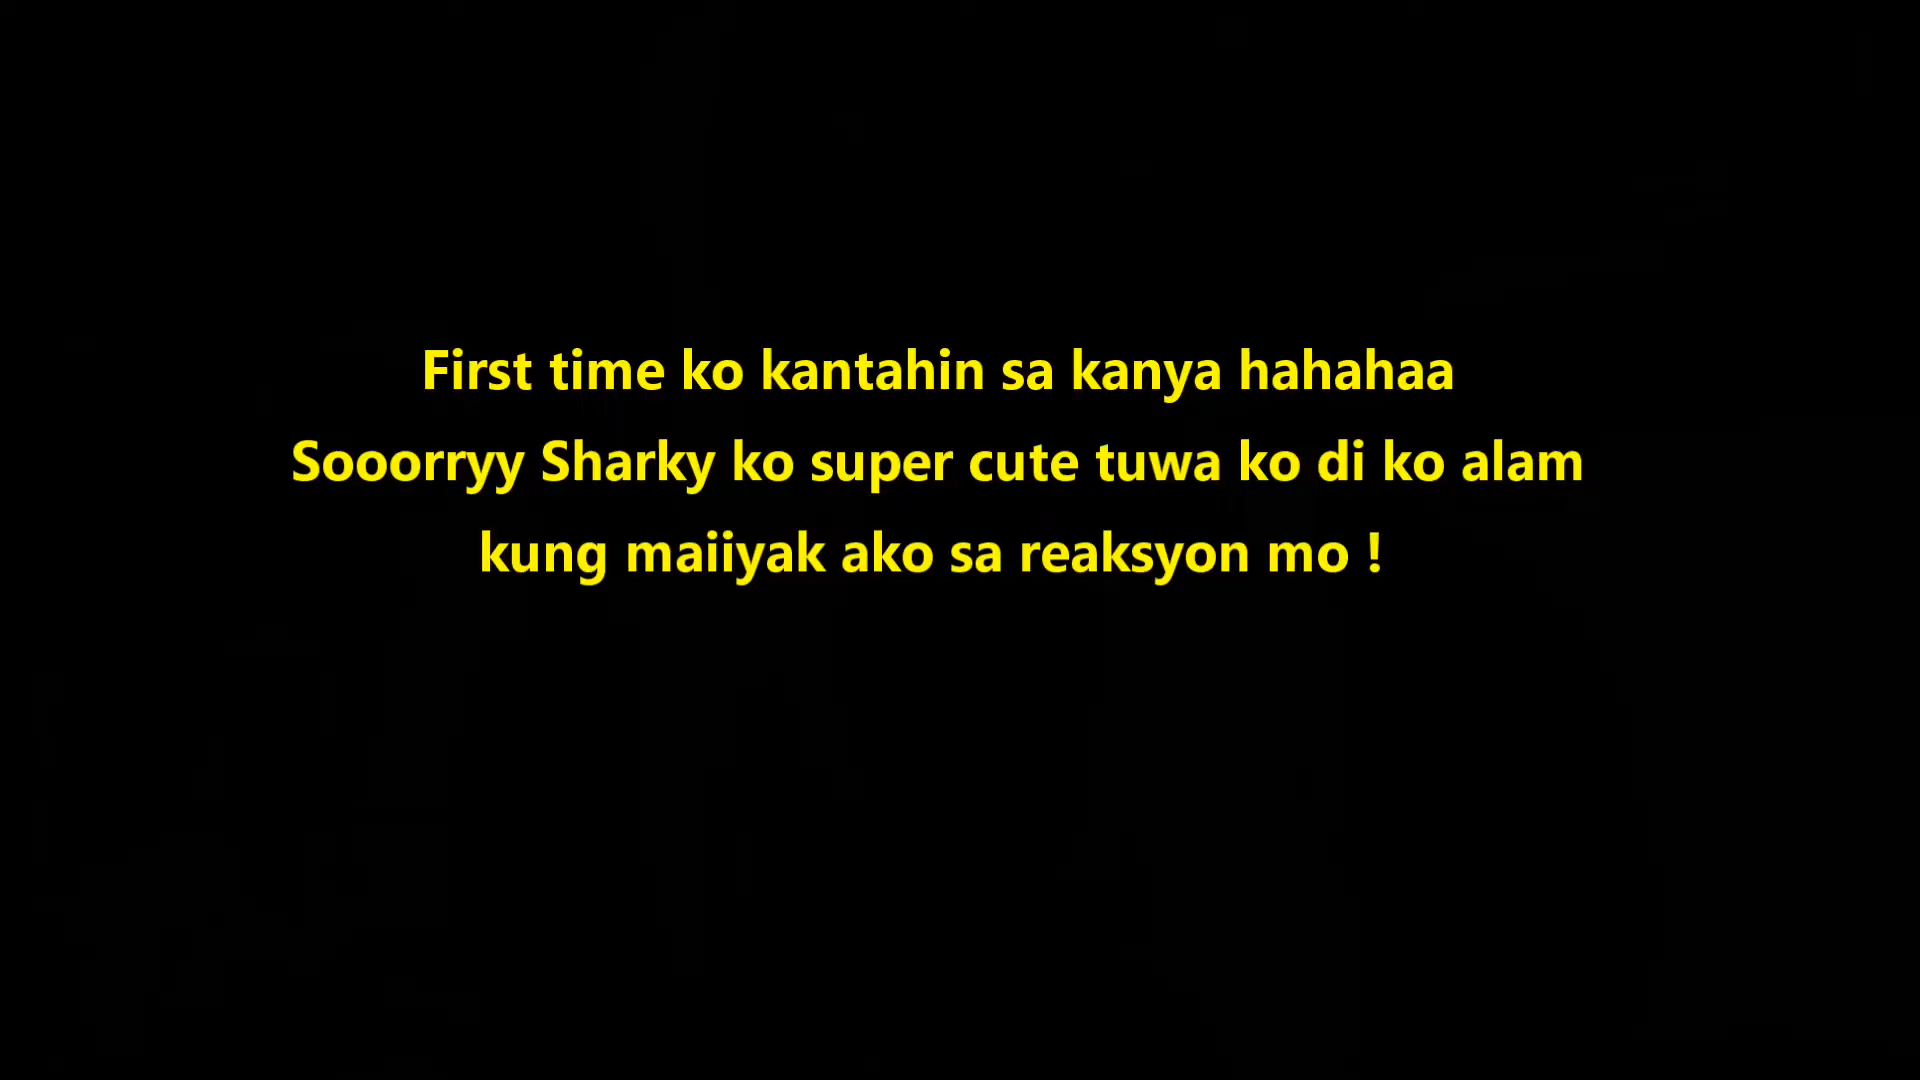 First time ko kantahin sa kanya hahahaa
Sooorryy Sharky ko super cute tuwa ko di ko alam
kung maiiyak ako sa reaksyon mo !